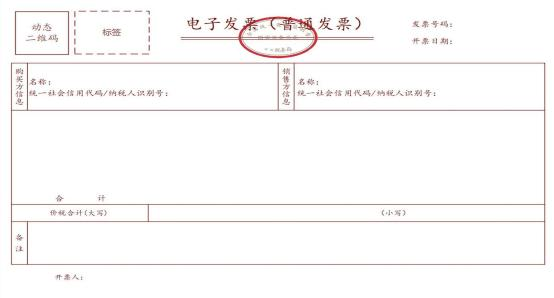 动态
二维码
标签
电子发票（普通发票）
发票号码：
开票日期：
购买方信息
名称：
统一社会信用代码/纳税人识别号：
销售方信息
名称：
统一社会信用代码/纳税人识别号：
合 计
价税合计(大写)
(小写)
备注
开票人：